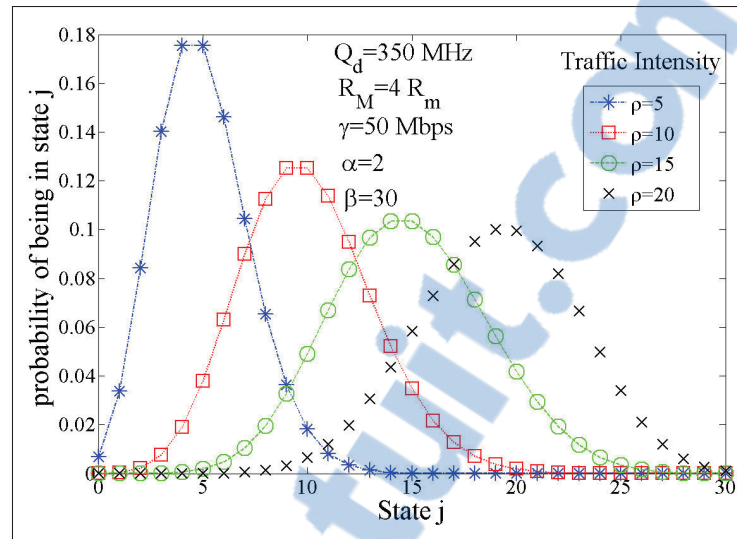 0.18
0.16
0.14
0.12
0.1
0.08
0.06
0.04
0.02
0
probability of being in state j
Q_d=350 MHz
R_M=4 R_m
γ=50 Mbps
α=2
β=30
Traffic Intensity
ρ=5
ρ=10
ρ=15
ρ=20
0 5 10 15 20 25 30
State j
tuit.com